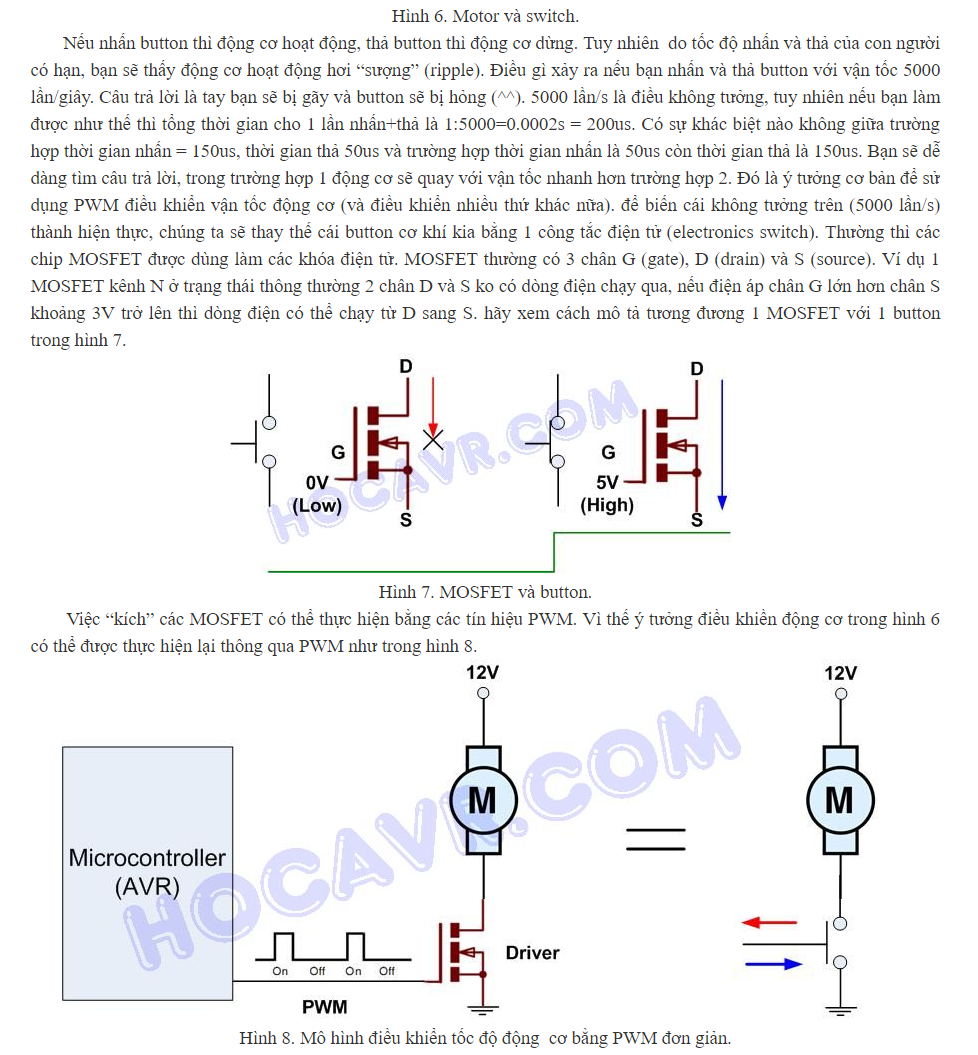 Hình 6. Motor và switch.
Nếu nhấn button thì động cơ hoạt động, thả button thì động cơ dừng. Tuy nhiên  do tốc độ nhấn và thả của con người
có hạn, bạn sẽ thấy động cơ hoạt động hơi “sượng” (ripple). Điều gì xảy ra nếu bạn nhấn và thả button với vận tốc 5000
lần/giây. Câu trả lời là tay bạn sẽ bị gãy và button sẽ bị hỏng (^^). 5000 lần/s là điều không tưởng, tuy nhiên nếu bạn làm
được như thế thì tổng thời gian cho 1 lần nhấn+thả là 1:5000=0.0002s = 200us. Có sự khác biệt nào không giữa trường
hợp thời gian nhấn = 150us, thời gian thả 50us và trường hợp thời gian nhấn là 50us còn thời gian thả là 150us. Bạn sẽ dễ
dàng tìm câu trả lời, trong trường hợp 1 động cơ sẽ quay với vận tốc nhanh hơn trường hợp 2. Đó là ý tưởng cơ bản để sử
dụng PWM điều khiển vận tốc động cơ (và điều khiển nhiều thứ khác nữa). để biến cái không tưởng trên (5000 lần/s)
thành hiện thực, chúng ta sẽ thay thế cái button cơ khí kia bằng 1 công tắc điện tử (electronics switch). Thường thì các
chip MOSFET được dùng làm các khóa điện tử. MOSFET thường có 3 chân G (gate), D (drain) và S (source). Ví dụ 1
MOSFET kênh N ở trạng thái thông thường 2 chân D và S ko có dòng điện chạy qua, nếu điện áp chân G lớn hơn chân S
khoảng 3V trở lên thì dòng điện có thể chạy từ D sang S. hãy xem cách mô tả tương đương 1 MOSFET với 1 button
trong hình 7.
D
D
G
G
0V
5V
(Low)
(High)
S
S
HOCAVR.COM
Hình 7. MOSFET và button.
Việc “kích” các MOSFET có thể thực hiện bằng các tín hiệu PWM. Vì thế ý tưởng điều khiển động cơ trong hình 6
có thể được thực hiện lại thông qua PWM như trong hình 8.
12V
12V
M
M
Microcontroller
(AVR)
HOCAVR.COM
Driver
On Off On Off
PWM
Hình 8. Mô hình điều khiển tốc độ động  cơ bằng PWM đơn giản.